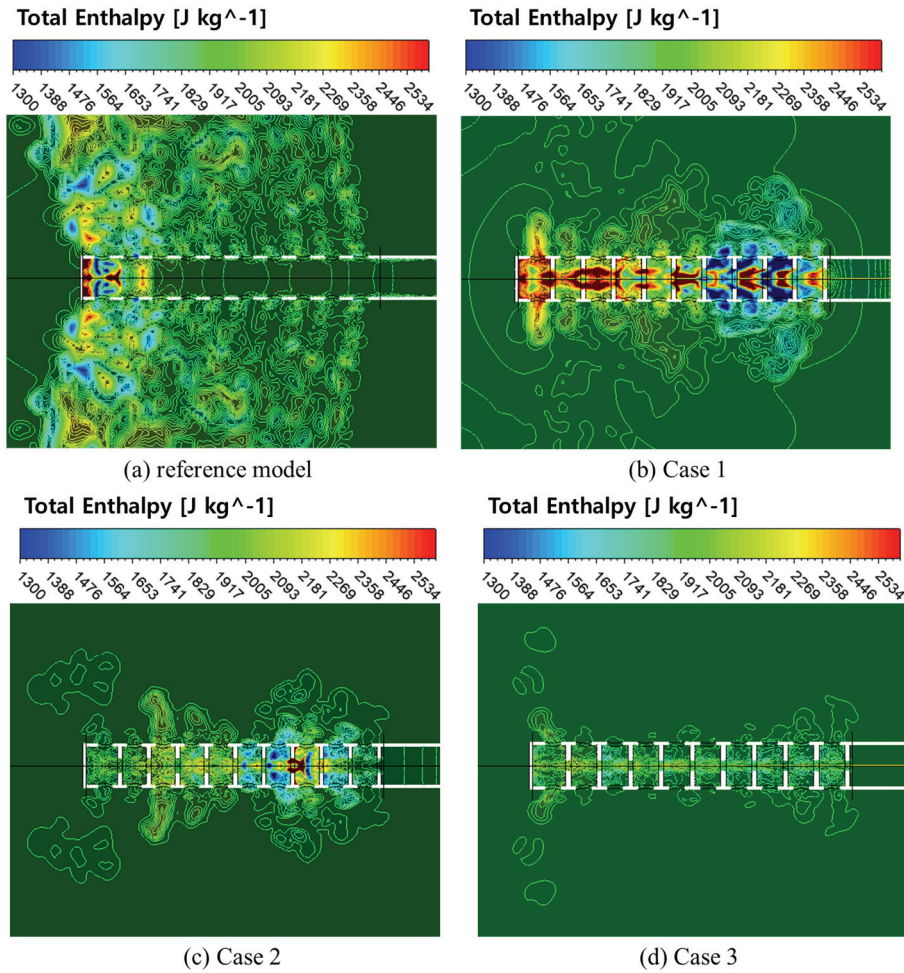 Total Enthalpy [J kg^-1]
1300 1388 1476 1564 1653 1741 1829 1917 2005 2093 2181 2269 2358 2446 2534
(a) reference model
Total Enthalpy [J kg^-1]
1300 1388 1476 1564 1653 1741 1829 1917 2005 2093 2181 2269 2358 2446 2534
(b) Case 1
Total Enthalpy [J kg^-1]
1300 1388 1476 1564 1653 1741 1829 1917 2005 2093 2181 2269 2358 2446 2534
(c) Case 2
Total Enthalpy [J kg^-1]
1300 1388 1476 1564 1653 1741 1829 1917 2005 2093 2181 2269 2358 2446 2534
(d) Case 3